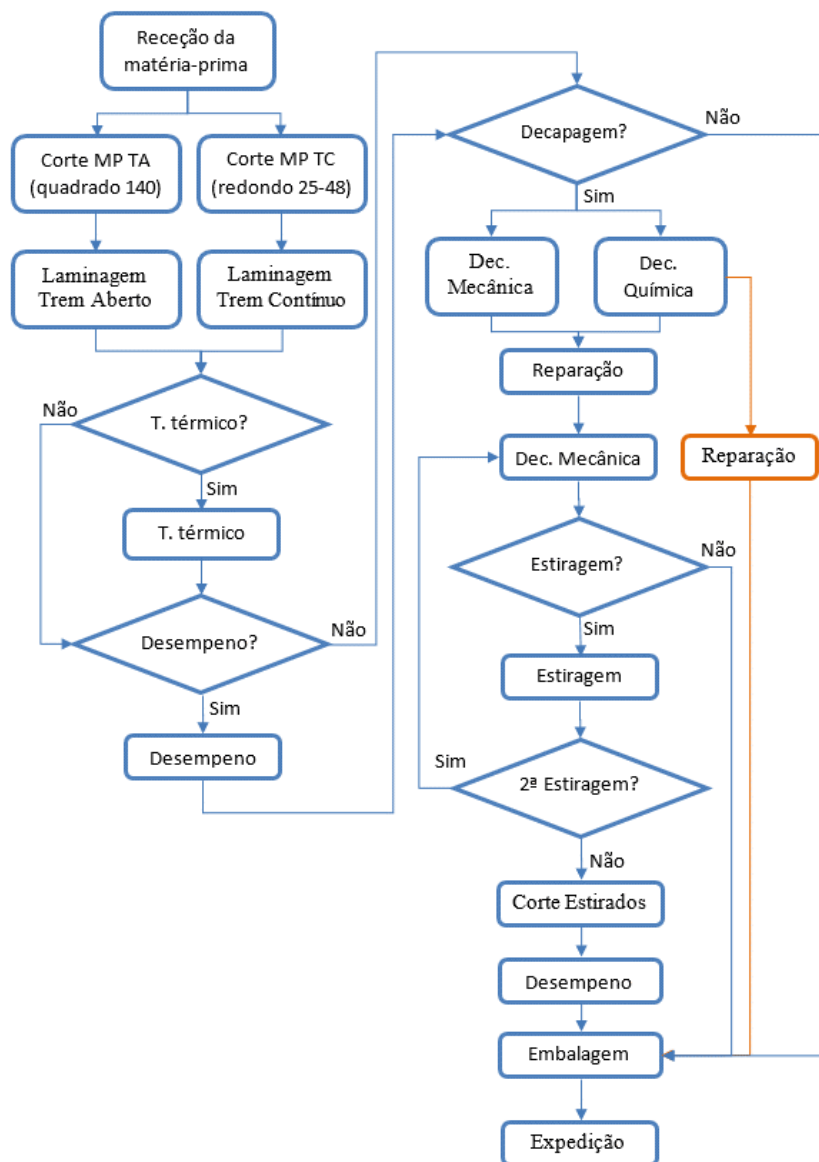 Receção da
matéria-prima
Corte MP TA
(quadrado 140)
Corte MP TC
(redondo 25-48)
Laminagem
Trem Aberto
Laminagem
Trem Contínuo
Não
T. térmico?
Sim
T. térmico
Desempeno?
Não
Sim
Desempeno
Decapagem?
Não
Sim
Dec.
Mecânica
Dec.
Química
Reparação
Dec. Mecânica
Reparação
Estiragem?
Não
Sim
Estiragem
Sim
2ª Estiragem?
Não
Corte Estirados
Desempeno
Embalagem
Expedição